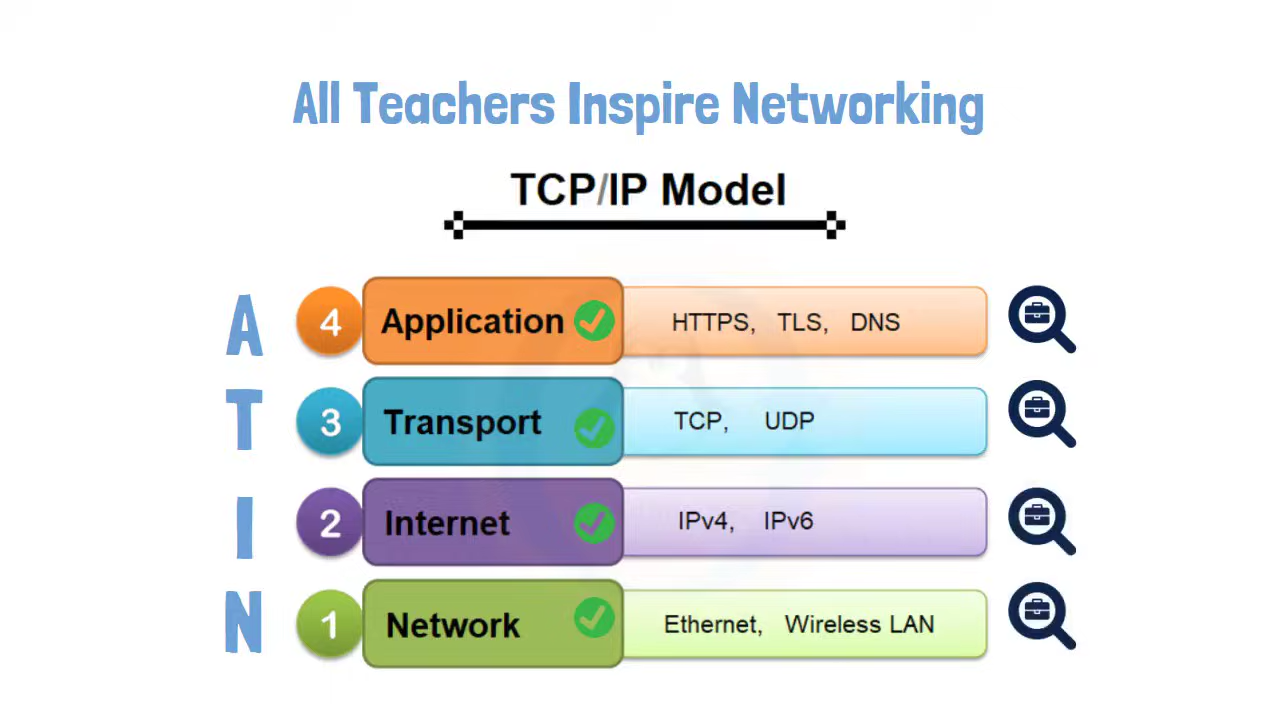 All Teachers Inspire Networking
TCP/IP Model
A 4 Application HTTPS, TLS, DNS
T 3 Transport TCP, UDP
I 2 Internet IPv4, IPv6
N 1 Network Ethernet, Wireless LAN